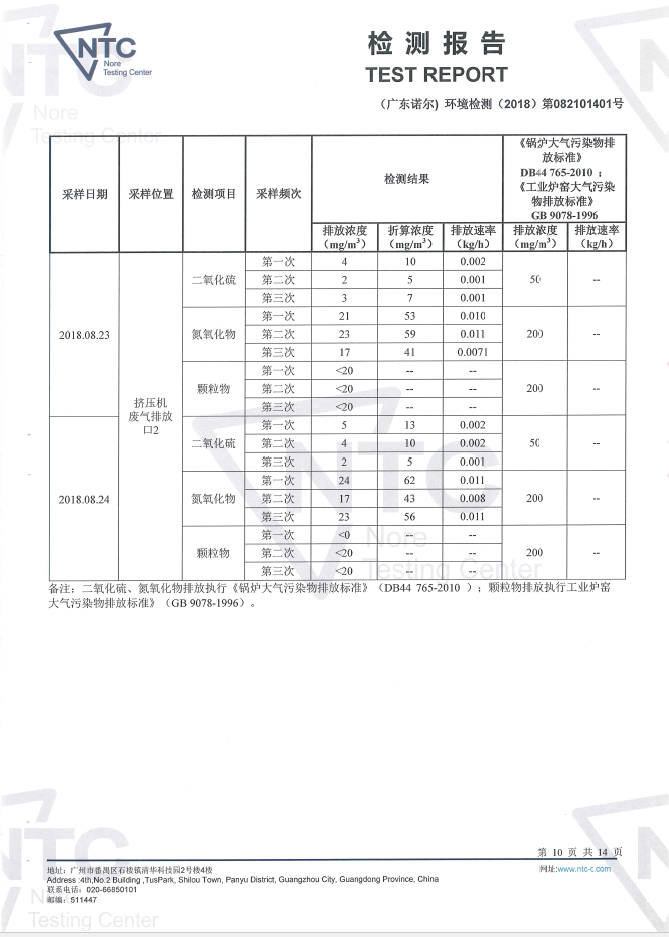 NTC
Nore
Testing Center
检 测 报 告
TEST REPORT
（广东诺尔）环境检测（2018）第082101401号
采样日期 采样位置 检测项目 采样频次 检测结果 《锅炉大气污染物排
放标准》
DB44 765-2010 ；
《工业炉窑大气污染
物排放标准》
GB 9078-1996
排放浓度 折算浓度 排放速率 排放浓度 排放速率
（mg/m³） （mg/m³） （kg/h） （mg/m³） （kg/h）
2018.08.23 挤压机
废气排放
口2
二氧化硫 第一次 4 10 0.002 50 --
第二次 2 5 0.001
第三次 3 7 0.001
氮氧化物 第一次 21 53 0.010 200 --
第二次 23 59 0.011
第三次 17 41 0.0071
颗粒物 第一次 <20 -- -- 200 --
第二次 <20 -- --
第三次 <20 -- --
2018.08.24 二氧化硫 第一次 5 13 0.002 50 --
第二次 4 10 0.002
第三次 2 5 0.001
氮氧化物 第一次 24 62 0.011 200 --
第二次 17 43 0.008
第三次 23 56 0.011
颗粒物 第一次 <0 -- -- 200 --
第二次 <20 -- --
第三次 <20 -- --
备注：二氧化硫、氮氧化物排放执行《锅炉大气污染物排放标准》（DB44 765-2010 ）；颗粒物排放执行工业炉窑
大气污染物排放标准》（GB 9078-1996）。
第 10 页 共 14 页
地址：广州市番禺区石楼镇清华科技园2号楼4楼
网址:www.ntc-c.com
Address :4th,No.2 Building ,TusPark, Shilou Town, Panyu District, Guangzhou City, Guangdong Province, China
联系电话：020-66850101
邮编：511447